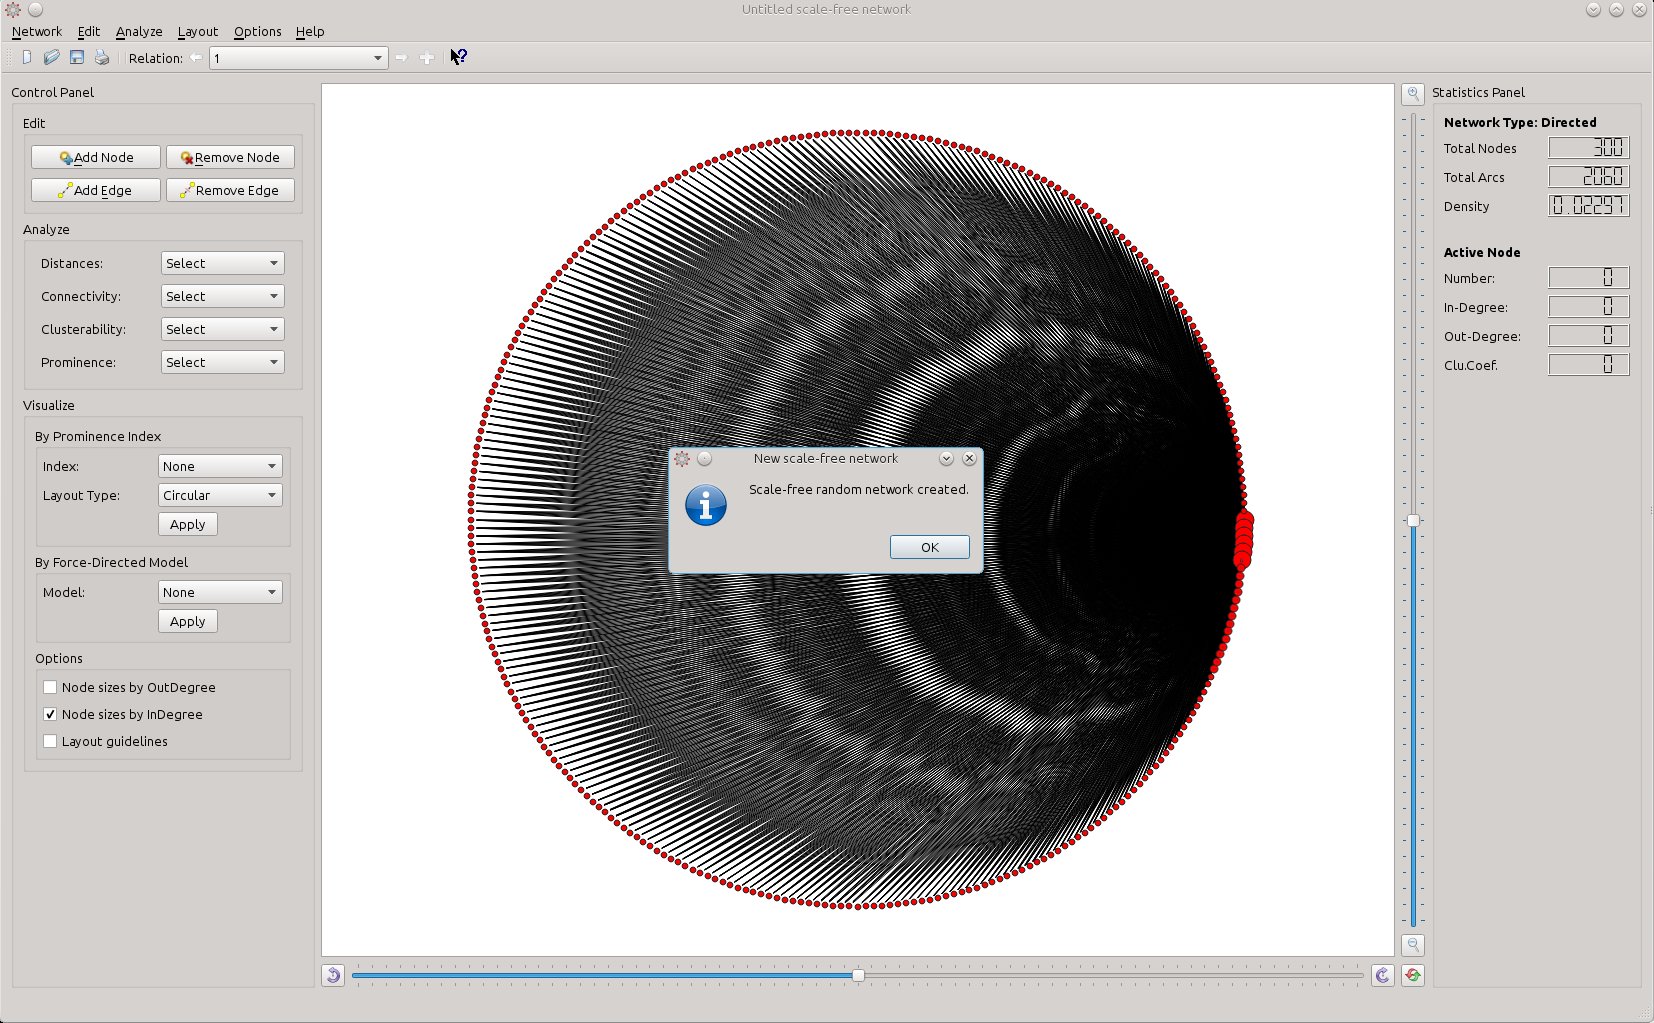 Untitled scale-free network
Network Edit Analyze Layout Options Help
Relation: 1
Control Panel
Edit
Add Node Remove Node
Add Edge Remove Edge
Analyze
Distances: Select
Connectivity: Select
Clusterability: Select
Prominence: Select
Visualize
By Prominence Index
Index: None
Layout Type: Circular
Apply
By Force-Directed Model
Model: None
Apply
Options
Node sizes by OutDegree
Node sizes by InDegree
Layout guidelines
New scale-free network
Scale-free random network created.
OK
Statistics Panel
Network Type: Directed
Total Nodes 300
Total Arcs 2060
Density 0.02297
Active Node
Number: 0
In-Degree: 0
Out-Degree: 0
Clu.Coef. 0